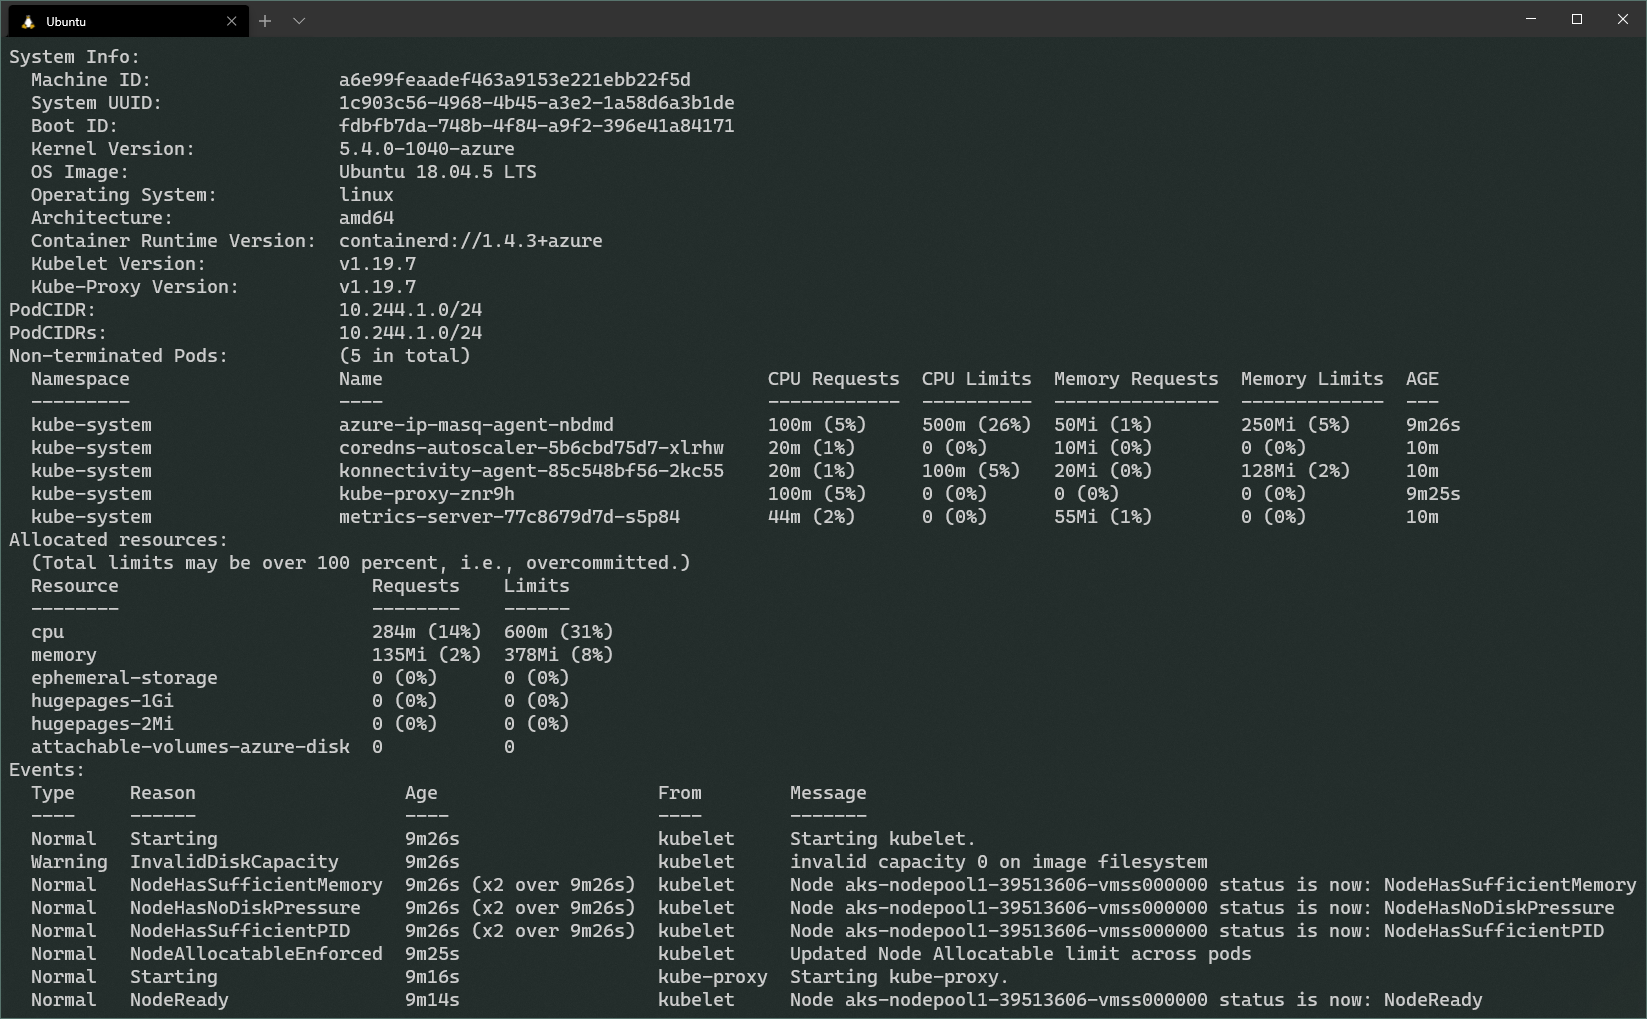 Ubuntu
System Info:
  Machine ID:                 a6e99feaadef463a9153e221ebb22f5d
  System UUID:                1c903c56-4968-4b45-a3e2-1a58d6a3b1de
  Boot ID:                    fdbfb7da-748b-4f84-a9f2-396e41a84171
  Kernel Version:             5.4.0-1040-azure
  OS Image:                   Ubuntu 18.04.5 LTS
  Operating System:           linux
  Architecture:               amd64
  Container Runtime Version:  containerd://1.4.3+azure
  Kubelet Version:            v1.19.7
  Kube-Proxy Version:         v1.19.7
PodCIDR:                      10.244.1.0/24
PodCIDRs:                     10.244.1.0/24
Non-terminated Pods:          (5 in total)
  Namespace                   Name                                   CPU Requests  CPU Limits  Memory Requests  Memory Limits  AGE
  ---------                   ----                                   ------------  ----------  ---------------  -------------  ---
  kube-system                 azure-ip-masq-agent-nbdmd              100m (5%)     500m (26%)  50Mi (1%)        250Mi (5%)     9m26s
  kube-system                 coredns-autoscaler-5b6cbd75d7-xlrhw    20m (1%)      0 (0%)      10Mi (0%)        0 (0%)         10m
  kube-system                 konnectivity-agent-85c548bf56-2kc55    20m (1%)      100m (5%)   20Mi (0%)        128Mi (2%)     10m
  kube-system                 kube-proxy-znr9h                       100m (5%)     0 (0%)      0 (0%)           0 (0%)         9m25s
  kube-system                 metrics-server-77c8679d7d-s5p84        44m (2%)      0 (0%)      55Mi (1%)        0 (0%)         10m
Allocated resources:
  (Total limits may be over 100 percent, i.e., overcommitted.)
  Resource                       Requests    Limits
  --------                       --------    ------
  cpu                            284m (14%)  600m (31%)
  memory                         135Mi (2%)  378Mi (8%)
  ephemeral-storage              0 (0%)      0 (0%)
  hugepages-1Gi                  0 (0%)      0 (0%)
  hugepages-2Mi                  0 (0%)      0 (0%)
  attachable-volumes-azure-disk  0           0
Events:
  Type     Reason                   Age                    From        Message
  ----     ------                   ----                   ----        -------
  Normal   Starting                 9m26s                  kubelet     Starting kubelet.
  Warning  InvalidDiskCapacity      9m26s                  kubelet     invalid capacity 0 on image filesystem
  Normal   NodeHasSufficientMemory  9m26s (x2 over 9m26s)  kubelet     Node aks-nodepool1-39513606-vmss000000 status is now: NodeHasSufficientMemory
  Normal   NodeHasNoDiskPressure    9m26s (x2 over 9m26s)  kubelet     Node aks-nodepool1-39513606-vmss000000 status is now: NodeHasNoDiskPressure
  Normal   NodeHasSufficientPID     9m26s (x2 over 9m26s)  kubelet     Node aks-nodepool1-39513606-vmss000000 status is now: NodeHasSufficientPID
  Normal   NodeAllocatableEnforced  9m25s                  kubelet     Updated Node Allocatable limit across pods
  Normal   Starting                 9m16s                  kube-proxy  Starting kube-proxy.
  Normal   NodeReady                9m14s                  kubelet     Node aks-nodepool1-39513606-vmss000000 status is now: NodeReady